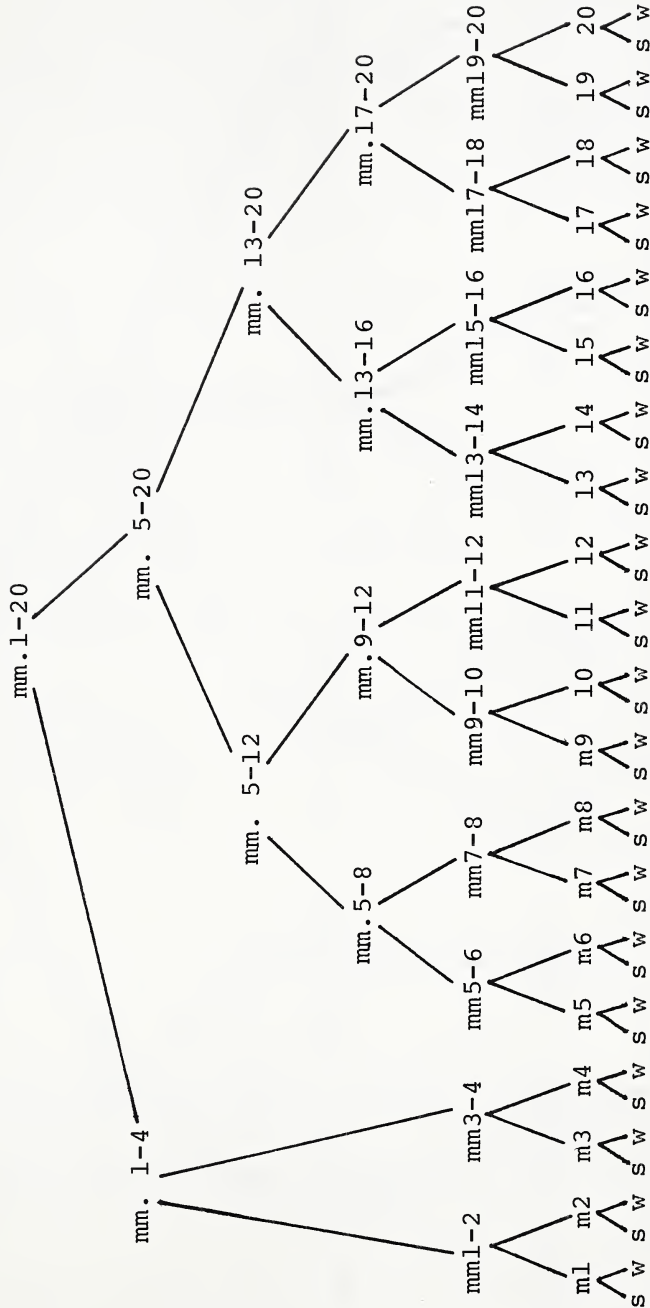 mm.1-20
mm. 1-4 mm. 5-20
mm. 5-12 mm. 13-20
mm.5-8 mm.9-12 mm.13-16 mm.17-20
mm1-2 mm3-4 mm5-6 mm7-8 mm9-10 mm11-12 mm13-14 mm15-16 mm17-18 mm19-20
m1 m2 m3 m4 m5 m6 m7 m8 m9 10 11 12 13 14 15 16 17 18 19 20
s w s w s w s w s w s w s w s w s w s w s w s w s w s w s w s w s w s w s w s w